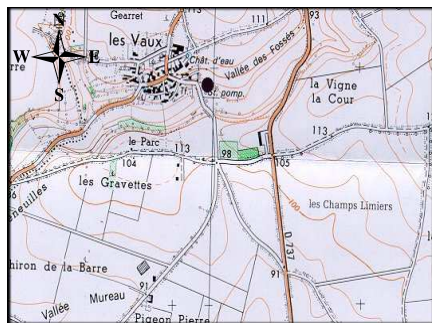 N
W E
S
Gearret
113
111
93
les Vaux
Chât. d'eau
Vallée des Fossés
St. pomp.
la Vigne
la Cour
le Parc
113
98
113
104
105
les Gravettes
100
les Champs Limiers
D 737
hiron de la Barre
91
91
Vallée Mureau
Pigeon Pierre